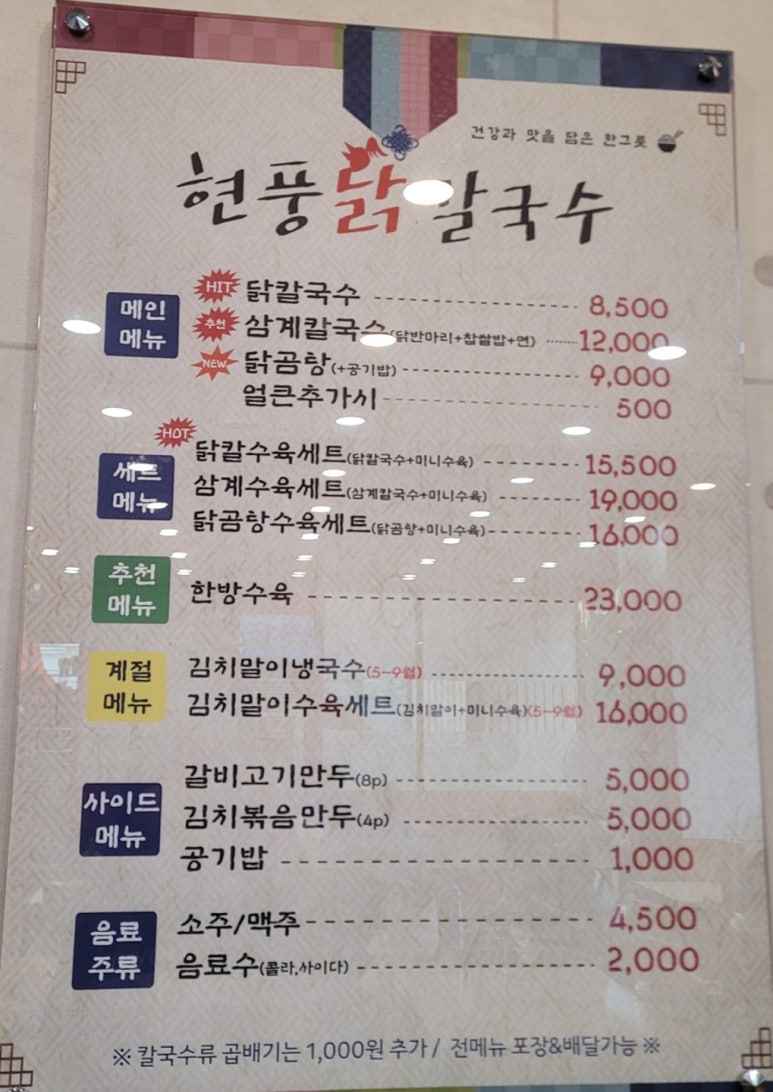 건강과 맛을 담은 한그릇
현풍닭칼국수
메인
메뉴
HIT 닭칼국수 8,500
추천 삼계칼국수(닭반마리+찹쌀밥+면) 12,000
NEW 닭곰탕(+공기밥) 9,000
얼큰추가시 500
세트
메뉴
HOT 닭칼수육세트(닭칼국수+미니수육) 15,500
삼계수육세트(삼계칼국수+미니수육) 19,000
닭곰탕수육세트(닭곰탕+미니수육) 16,000
추천
메뉴
한방수육 23,000
계절
메뉴
김치말이냉국수(5~9월) 9,000
김치말이수육세트(김치말이+미니수육)(5~9월) 16,000
사이드
메뉴
갈비고기만두(8p) 5,000
김치볶음만두(4p) 5,000
공기밥 1,000
음료
주류
소주/맥주 4,500
음료수(콜라,사이다) 2,000
※ 칼국수류 곱배기는 1,000원 추가 / 전메뉴 포장&배달가능 ※